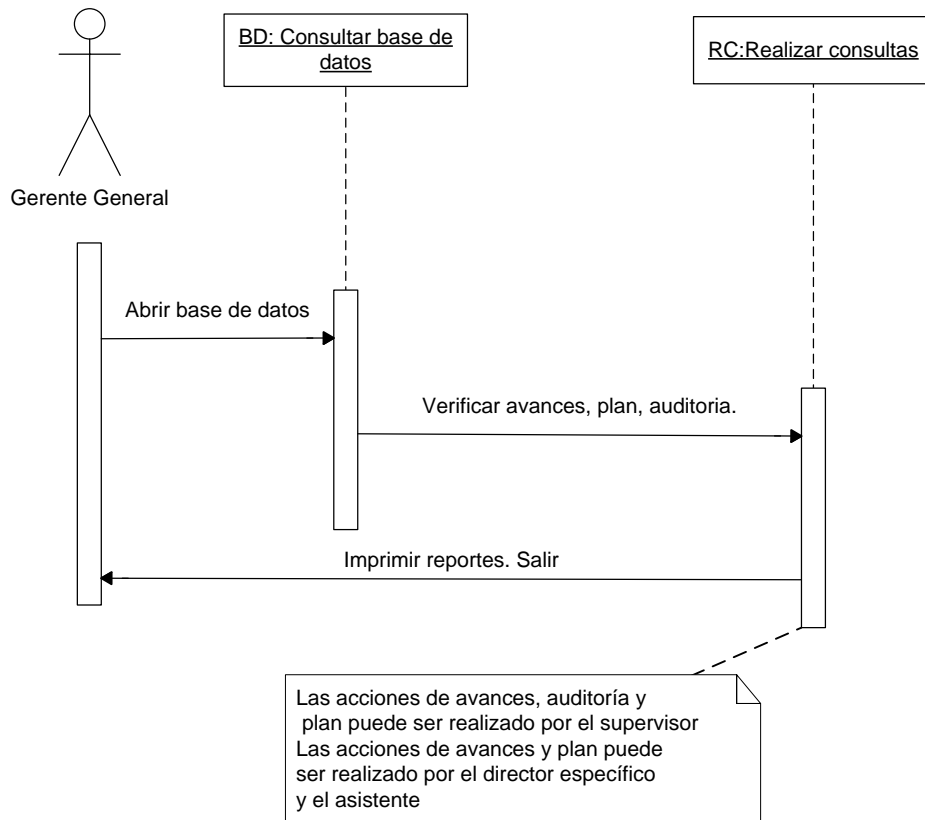 BD: Consultar base de
datos
RC:Realizar consultas
Gerente General
Abrir base de datos
Verificar avances, plan, auditoria.
Imprimir reportes. Salir
Las acciones de avances, auditoría y
plan puede ser realizado por el supervisor
Las acciones de avances y plan puede
ser realizado por el director específico
y el asistente